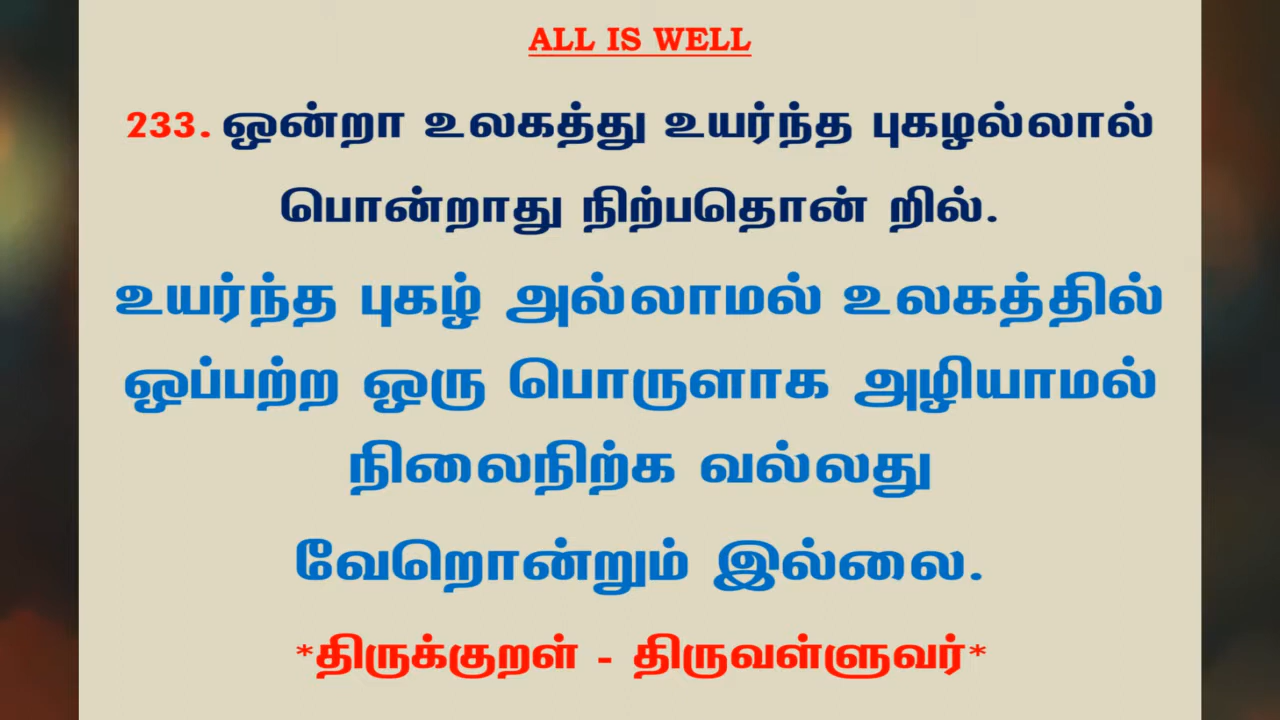 ALL IS WELL
233. ஒன்றா உலகத்து உயர்ந்த புகழல்லால்
பொன்றாது நிற்பதொன் றில்.
உயர்ந்த புகழ் அல்லாமல் உலகத்தில்
ஒப்பற்ற ஒரு பொருளாக அழியாமல்
நிலைநிற்க வல்லது
வேறொன்றும் இல்லை.
*திருக்குறள் - திருவள்ளுவர்*